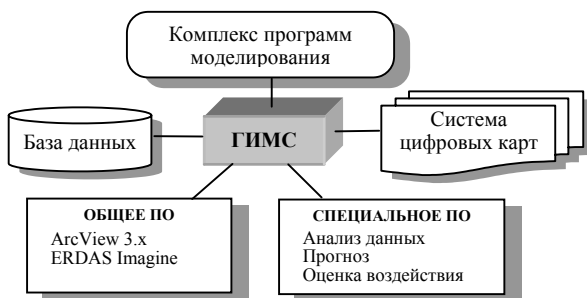 Комплекс программ
моделирования
База данных
ГИМС
Система
цифровых карт
ОБЩЕЕ ПО
ArcView 3.x
ERDAS Imagine
СПЕЦИАЛЬНОЕ ПО
Анализ данных
Прогноз
Оценка воздействия